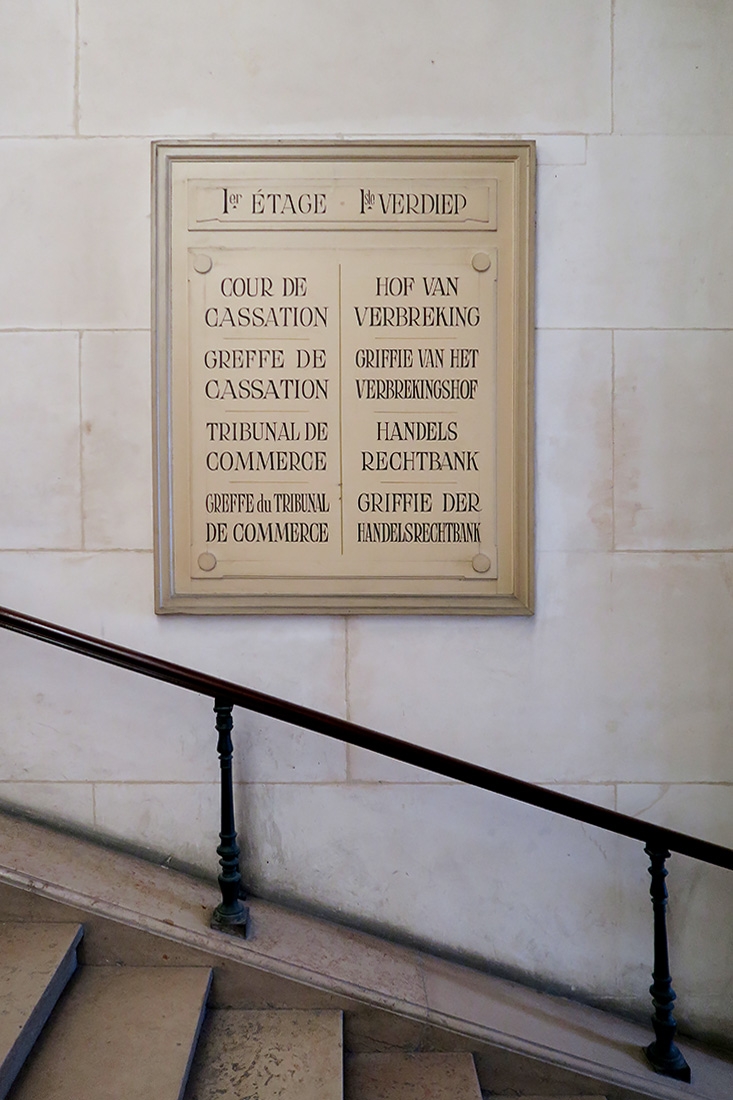 1er ÉTAGE 1ste VERDIEP
COUR DE
CASSATION
GREFFE DE
CASSATION
TRIBUNAL DE
COMMERCE
GREFFE du TRIBUNAL
DE COMMERCE
HOF VAN
VERBREKING
GRIFFIE VAN HET
VERBREKINGSHOF
HANDELS
RECHTBANK
GRIFFIE DER
HANDELSRECHTBANK